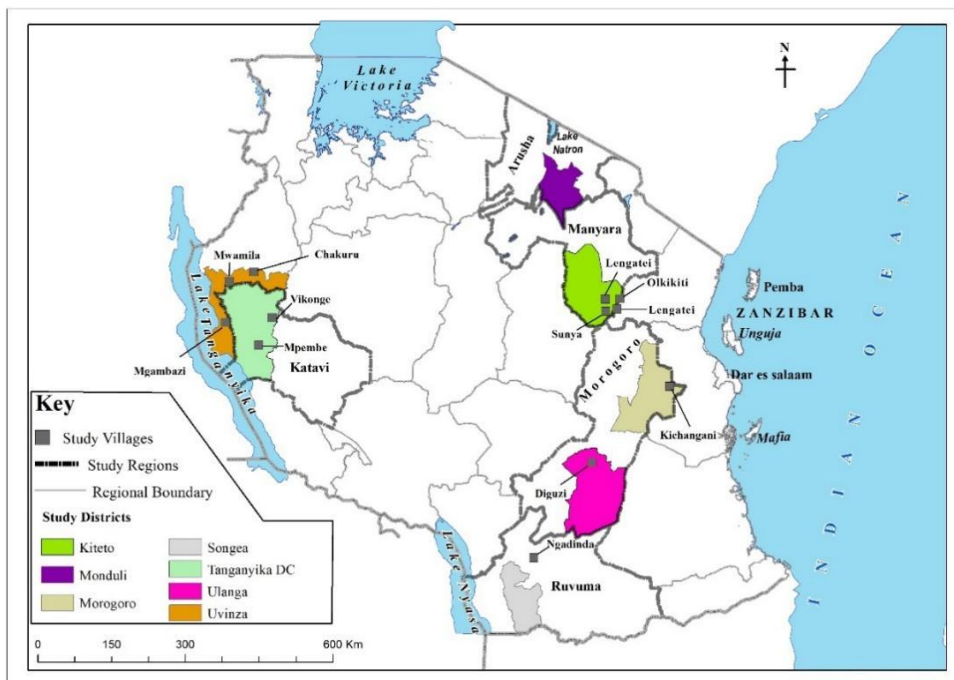 Lake
Victoria
N
Arusha
Lake
Natron
Manyara
Mwamila
Chakuru
Lengatei
Olkikiti
Pemba
ZANZIBAR
Unguja
Lengatei
Sunya
Vikonge
Lake Tanganyika
Mpembe
Katavi
Mgambazi
Morogoro
Dar es salaam
Kichangani
Mafia
INDIAN OCEAN
Diguzi
Ngadinda
Lake Nyasa
Ruvuma
Key
Study Villages
Study Regions
Regional Boundary
Study Districts
Kiteto
Songea
Monduli
Tanganyika DC
Morogoro
Ulanga
Uvinza
0 150 300 600 Km